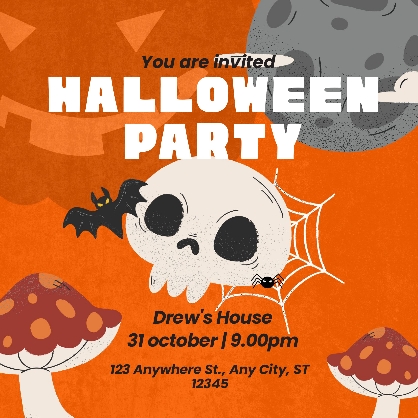 You are invited
HALLOWEEN
PARTY
Drew's House
31 october | 9.00pm
123 Anywhere St., Any City, ST
12345